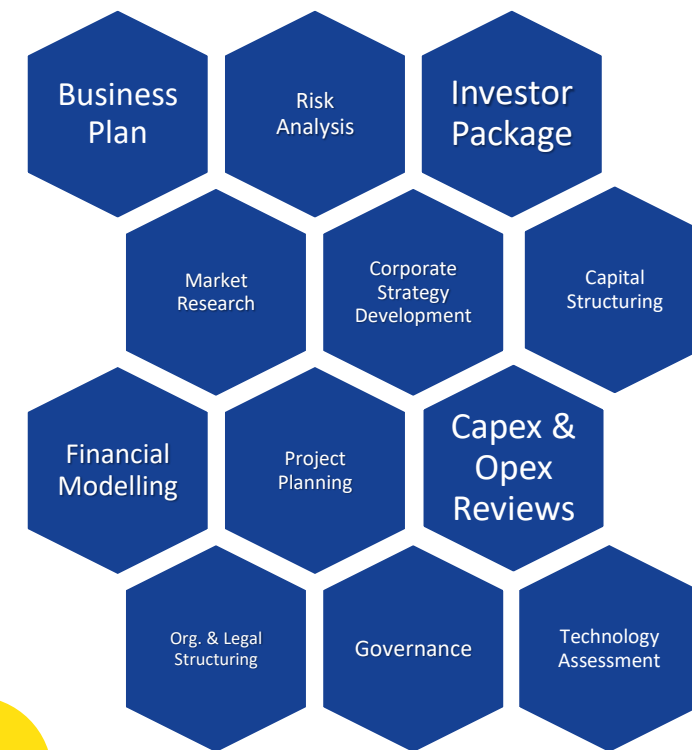 Business
Plan
Risk
Analysis
Investor
Package
Market
Research
Corporate
Strategy
Development
Capital
Structuring
Financial
Modelling
Project
Planning
Capex &
Opex
Reviews
Org. & Legal
Structuring
Governance
Technology
Assessment